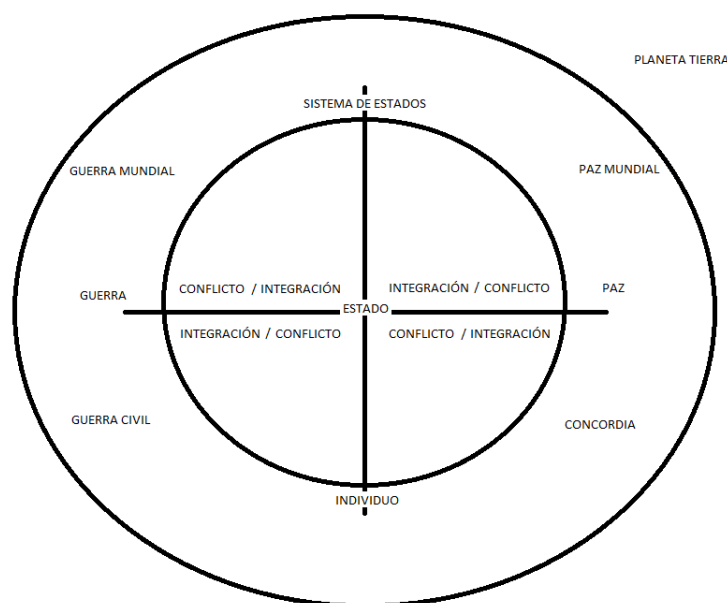 PLANETA TIERRA
SISTEMA DE ESTADOS
GUERRA MUNDIAL
PAZ MUNDIAL
GUERRA
CONFLICTO / INTEGRACIÓN
INTEGRACIÓN / CONFLICTO
PAZ
ESTADO
INTEGRACIÓN / CONFLICTO
CONFLICTO / INTEGRACIÓN
GUERRA CIVIL
CONCORDIA
INDIVIDUO